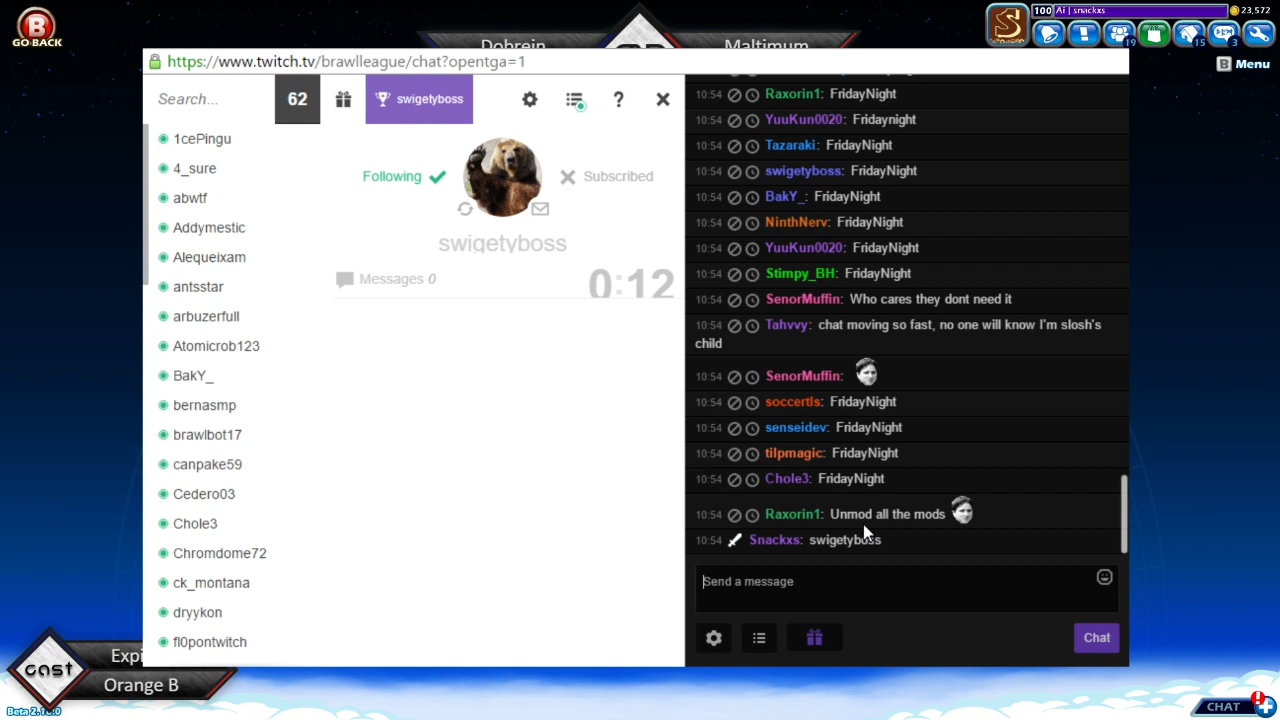 B
GO BACK
Dohrein
Maltimum
S
100 Ai | snackxs
23,572
19
15
3
B Menu
https://www.twitch.tv/brawlleague/chat?opentga=1
Search...
62
swigetyboss
?
1cePingu
4_sure
abwtf
Addymestic
Alequeixam
antsstar
arbuzerfull
Atomicrob123
BakY_
bernasmp
brawlbot17
canpake59
Cedero03
Chole3
Chromdome72
ck_montana
dryykon
fl0pontwitch
Following
Subscribed
swigetyboss
Messages 0
0:12
10:54 Raxorin1: FridayNight
10:54 YuuKun0020: Fridaynight
10:54 Tazaraki: FridayNight
10:54 swigetyboss: FridayNight
10:54 BakY_: FridayNight
10:54 NinthNerv: FridayNight
10:54 YuuKun0020: FridayNight
10:54 Stimpy_BH: FridayNight
10:54 SenorMuffin: Who cares they dont need it
10:54 Tahvvy: chat moving so fast, no one will know I'm slosh's
child
10:54 SenorMuffin:
10:54 soccertls: FridayNight
10:54 senseidev: FridayNight
10:54 tilpmagic: FridayNight
10:54 Chole3: FridayNight
10:54 Raxorin1: Unmod all the mods
10:54 Snackxs: swigetyboss
Send a message
Chat
cast
Expi
Orange B
CHAT